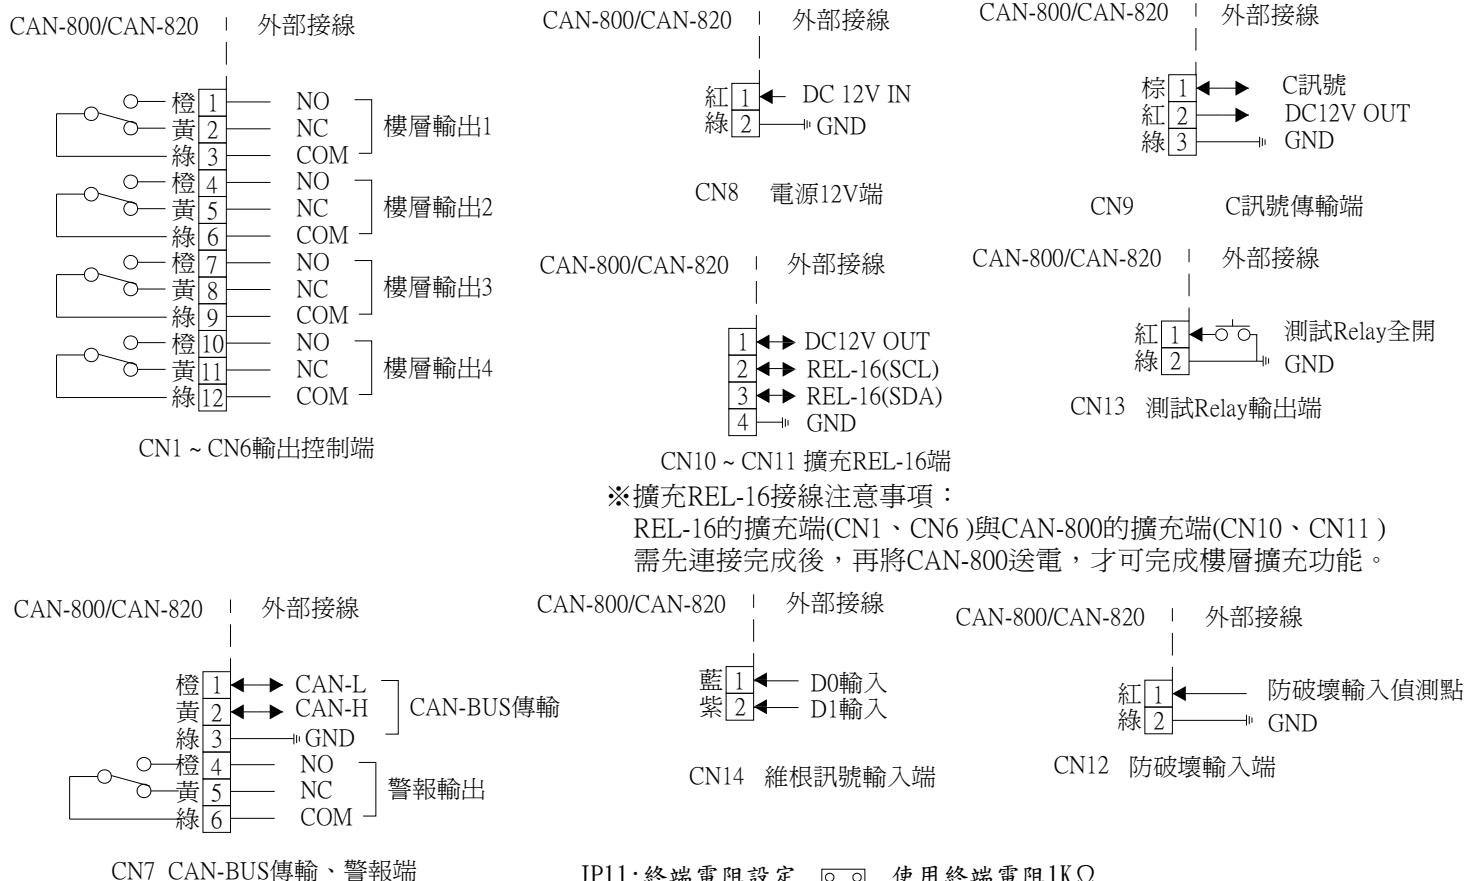 CAN-800/CAN-820 外部接線
橙 1 NO
黃 2 NC 樓層輸出1
綠 3 COM
橙 4 NO
黃 5 NC 樓層輸出2
綠 6 COM
橙 7 NO
黃 8 NC 樓層輸出3
綠 9 COM
橙 10 NO
黃 11 NC 樓層輸出4
綠 12 COM
CN1 ~ CN6輸出控制端
CAN-800/CAN-820 外部接線
紅 1 DC 12V IN
綠 2 GND
CN8 電源12V端
CAN-800/CAN-820 外部接線
棕 1 C訊號
紅 2 DC12V OUT
綠 3 GND
CN9 C訊號傳輸端
CAN-800/CAN-820 外部接線
1 DC12V OUT
2 REL-16(SCL)
3 REL-16(SDA)
4 GND
CN10 ~ CN11 擴充REL-16端
CAN-800/CAN-820 外部接線
紅 1 測試Relay全開
綠 2 GND
CN13 測試Relay輸出端
※擴充REL-16接線注意事項：
REL-16的擴充端(CN1、CN6 )與CAN-800的擴充端(CN10、CN11 )
需先連接完成後，再將CAN-800送電，才可完成樓層擴充功能。
CAN-800/CAN-820 外部接線
橙 1 CAN-L
黃 2 CAN-H CAN-BUS傳輸
綠 3 GND
橙 4 NO
黃 5 NC 警報輸出
綠 6 COM
CN7 CAN-BUS傳輸、警報端
CAN-800/CAN-820 外部接線
藍 1 D0輸入
紫 2 D1輸入
CN14 維根訊號輸入端
CAN-800/CAN-820 外部接線
紅 1 防破壞輸入偵測點
綠 2 GND
CN12 防破壞輸入端
JP11:終端電阻設定 使用終端電阻1KΩ